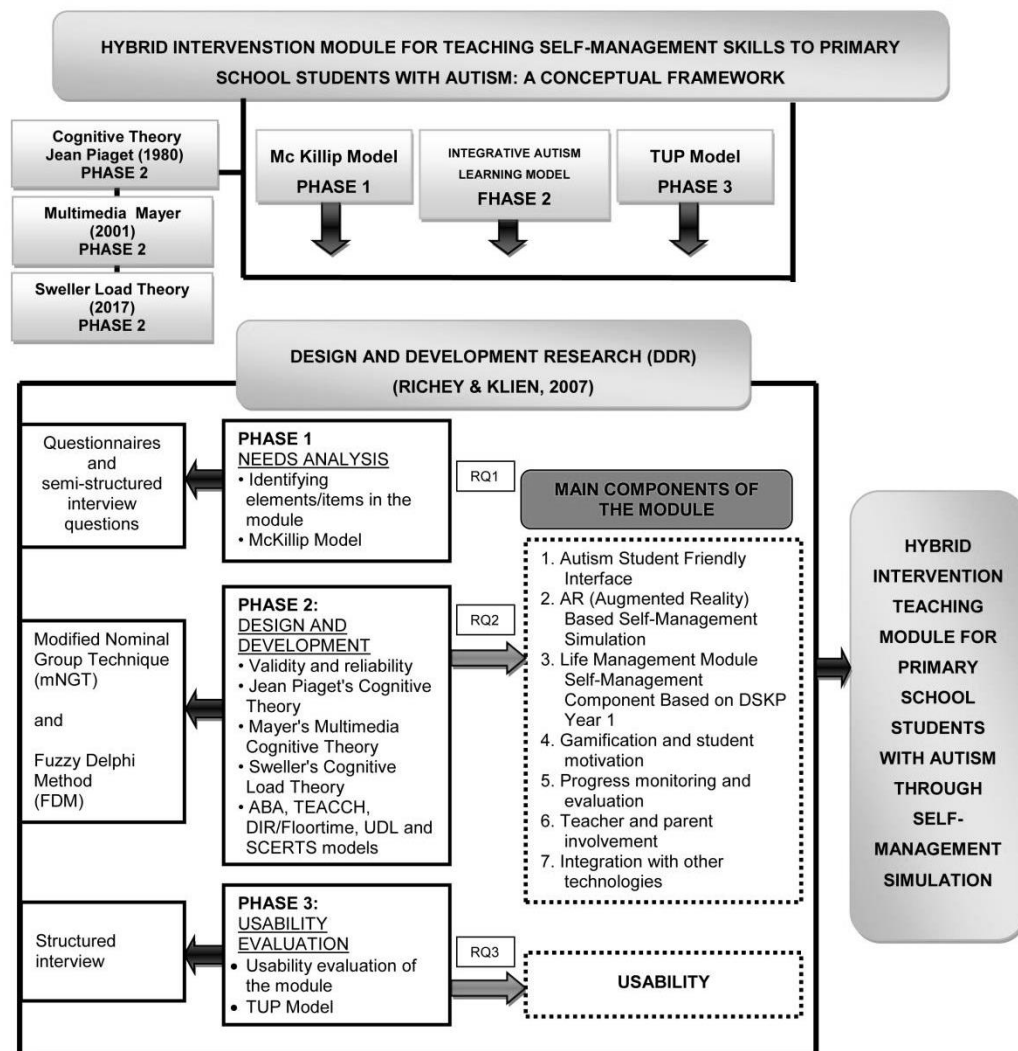 HYBRID INTERVENSTION MODULE FOR TEACHING SELF-MANAGEMENT SKILLS TO PRIMARY
SCHOOL STUDENTS WITH AUTISM: A CONCEPTUAL FRAMEWORK
Cognitive Theory
Jean Piaget (1980)
PHASE 2
Multimedia Mayer
(2001)
PHASE 2
Sweller Load Theory
(2017)
PHASE 2
Mc Killip Model
PHASE 1
INTEGRATIVE AUTISM
LEARNING MODEL
FHASE 2
TUP Model
PHASE 3
DESIGN AND DEVELOPMENT RESEARCH (DDR)
(RICHEY & KLIEN, 2007)
Questionnaires
and
semi-structured
interview
questions
PHASE 1
NEEDS ANALYSIS
• Identifying
elements/items in the
module
• McKillip Model
RQ1
MAIN COMPONENTS OF
THE MODULE
Modified Nominal
Group Technique
(mNGT)
and
Fuzzy Delphi
Method
(FDM)
PHASE 2:
DESIGN AND
DEVELOPMENT
• Validity and reliability
• Jean Piaget's Cognitive
Theory
• Mayer's Multimedia
Cognitive Theory
• Sweller's Cognitive
Load Theory
• ABA, TEACCH,
DIR/Floortime, UDL and
SCERTS models
RQ2
1. Autism Student Friendly
Interface
2. AR (Augmented Reality)
Based Self-Management
Simulation
3. Life Management Module
Self-Management
Component Based on DSKP
Year 1
4. Gamification and student
motivation
5. Progress monitoring and
evaluation
6. Teacher and parent
involvement
7. Integration with other
technologies
Structured
interview
PHASE 3:
USABILITY
EVALUATION
• Usability evaluation of
the module
• TUP Model
RQ3
USABILITY
HYBRID
INTERVENTION
TEACHING
MODULE FOR
PRIMARY
SCHOOL
STUDENTS
WITH AUTISM
THROUGH
SELF-
MANAGEMENT
SIMULATION